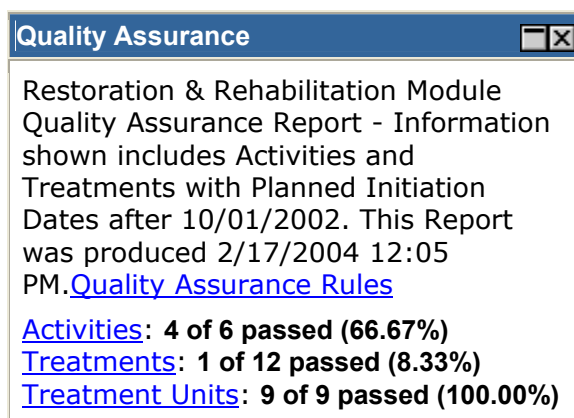 Quality Assurance
Restoration & Rehabilitation Module
Quality Assurance Report - Information
shown includes Activities and
Treatments with Planned Initiation
Dates after 10/01/2002. This Report
was produced 2/17/2004 12:05
PM.Quality Assurance Rules
Activities: 4 of 6 passed (66.67%)
Treatments: 1 of 12 passed (8.33%)
Treatment Units: 9 of 9 passed (100.00%)